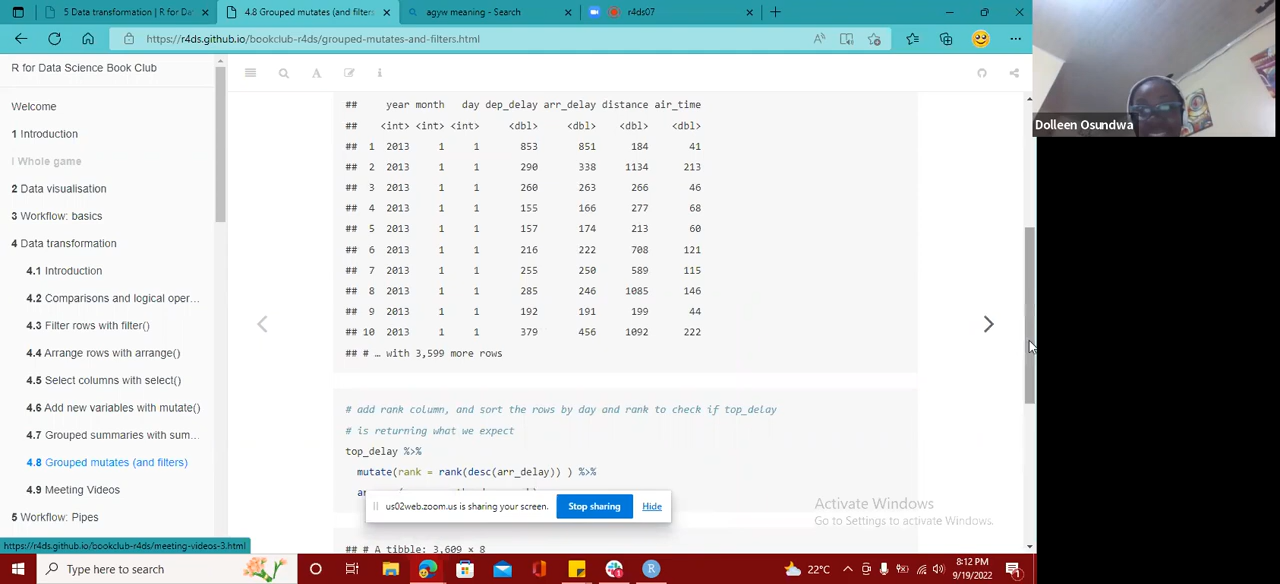 5 Data transformation | R for Da
4.8 Grouped mutates (and filters
agyw meaning - Search
r4ds07
https://r4ds.github.io/bookclub-r4ds/grouped-mutates-and-filters.html
R for Data Science Book Club
Dolleen Osundwa
Welcome
1 Introduction
I Whole game
2 Data visualisation
3 Workflow: basics
4 Data transformation
4.1 Introduction
4.2 Comparisons and logical oper...
4.3 Filter rows with filter()
4.4 Arrange rows with arrange()
4.5 Select columns with select()
4.6 Add new variables with mutate()
4.7 Grouped summaries with sum...
4.8 Grouped mutates (and filters)
4.9 Meeting Videos
5 Workflow: Pipes
https://r4ds.github.io/bookclub-r4ds/meeting-videos-3.html
## year month day dep_delay arr_delay distance air_time
## <int> <int> <int> <dbl> <dbl> <dbl> <dbl>
## 1 2013 1 1 853 851 184 41
## 2 2013 1 1 290 338 1134 213
## 3 2013 1 1 260 263 266 46
## 4 2013 1 1 155 166 277 68
## 5 2013 1 1 157 174 213 60
## 6 2013 1 1 216 222 708 121
## 7 2013 1 1 255 250 589 115
## 8 2013 1 1 285 246 1085 146
## 9 2013 1 1 192 191 199 44
## 10 2013 1 1 379 456 1092 222
## # … with 3,599 more rows
# add rank column, and sort the rows by day and rank to check if top_delay
# is returning what we expect
top_delay %>%
mutate(rank = rank(desc(arr_delay)) ) %>%
us02web.zoom.us is sharing your screen.
Stop sharing
Hide
## # A tibble: 3,609 × 8
Activate Windows
Go to Settings to activate Windows.
Type here to search
22°C
8:12 PM
9/19/2022